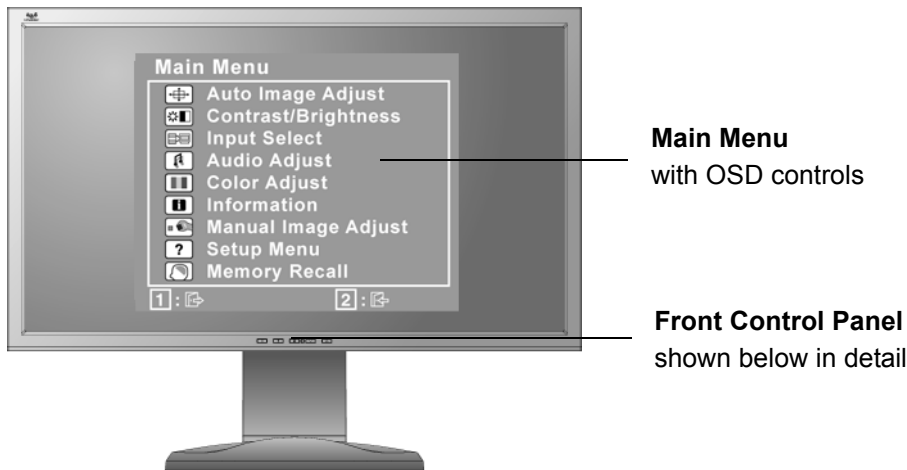 Main Menu
Auto Image Adjust
Contrast/Brightness
Input Select
Audio Adjust
Color Adjust
Information
Manual Image Adjust
Setup Menu
Memory Recall
1 : 2 :
Main Menu
with OSD controls
Front Control Panel
shown below in detail